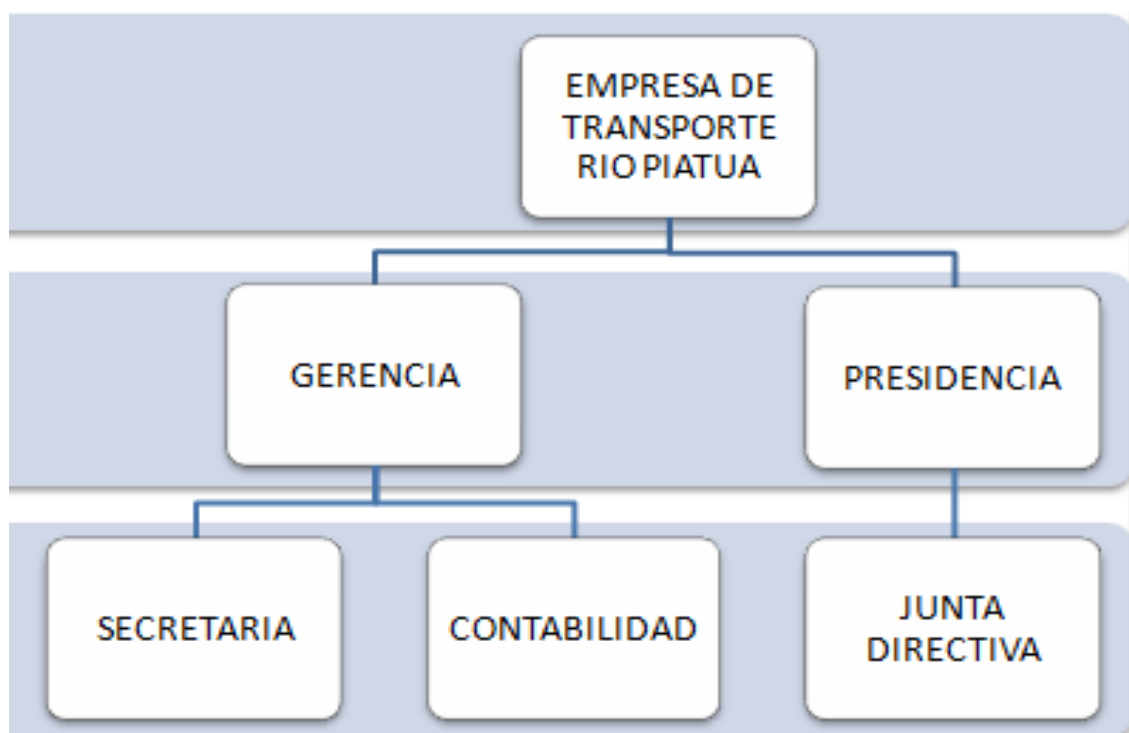 EMPRESA DE
TRANSPORTE
RIO PIATUA
GERENCIA
PRESIDENCIA
SECRETARIA
CONTABILIDAD
JUNTA
DIRECTIVA